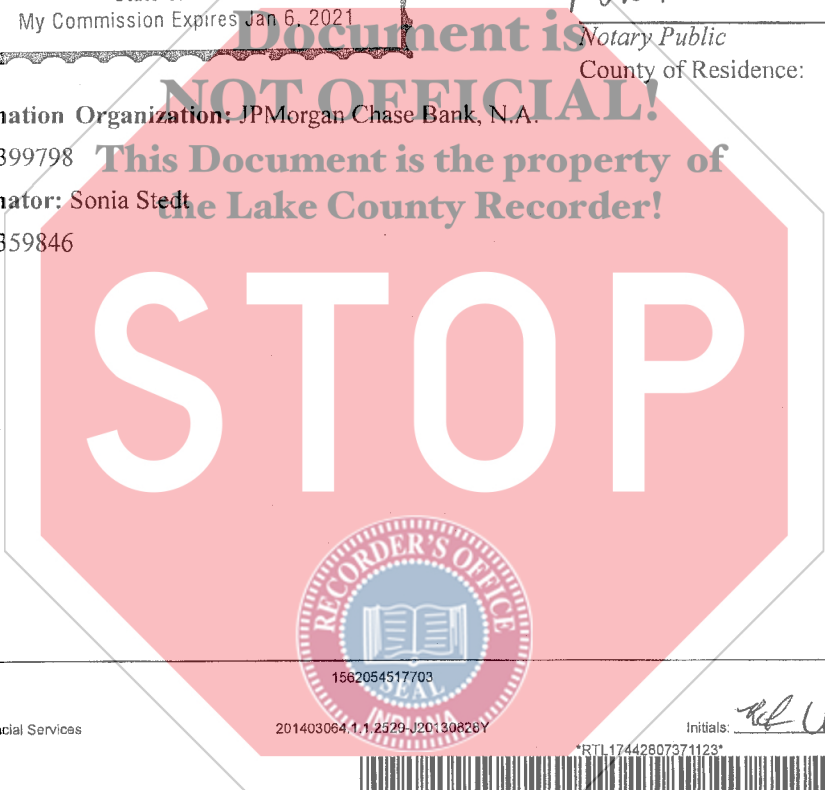 My Commission Expires Jan 6, 2021
Document is
NOT OFFICIAL!
This Document is the property of
the Lake County Recorder!
Notary Public
County of Residence:
nation Organization: JPMorgan Chase Bank, N.A.
399798
nator: Sonia Stedt
359846
STOP
RECORDER'S OFFICE
SEAL
INDIANA
1562054517703
cial Services
201403064.1.1.2529-J20130626Y
Initials:
*RTL17442807371123*